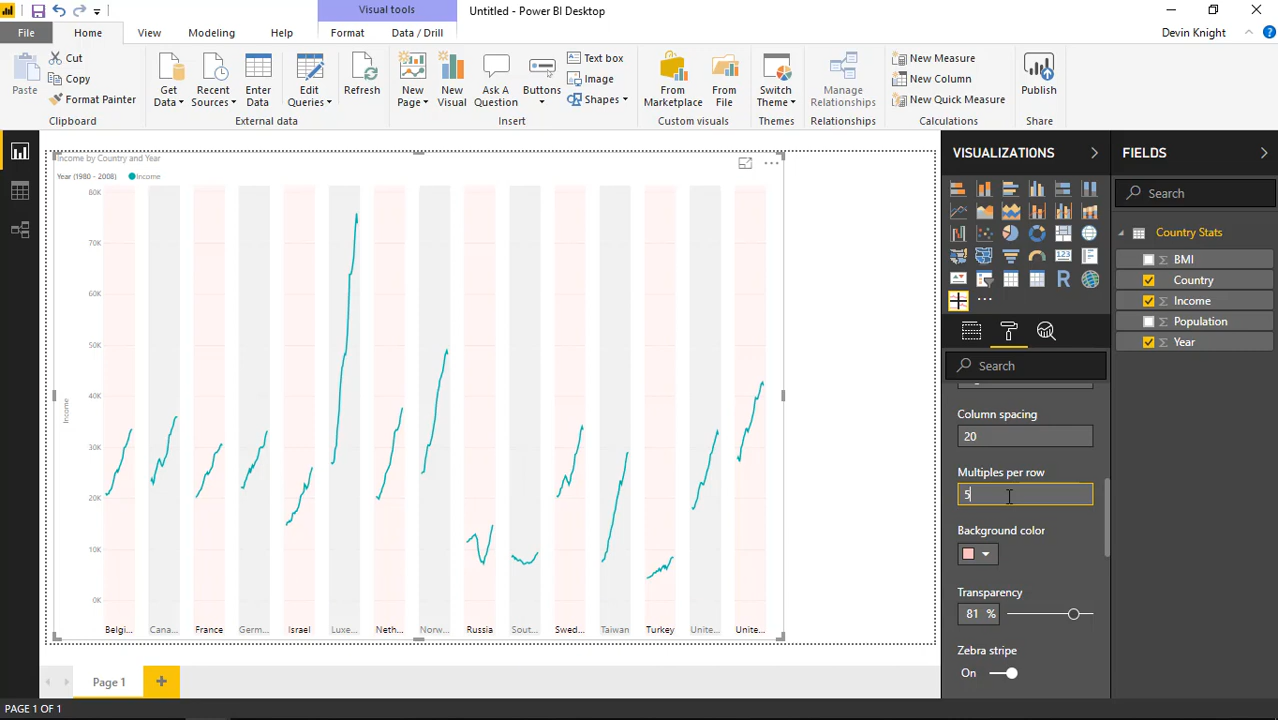 Visual tools
Untitled - Power BI Desktop
File
Home
View
Modeling
Help
Format
Data / Drill
Devin Knight
Paste
Cut
Copy
Format Painter
Clipboard
Get Data
Recent Sources
Enter Data
Edit Queries
Refresh
External data
New Page
New Visual
Ask A Question
Buttons
Text box
Image
Shapes
Insert
From Marketplace
From File
Custom visuals
Switch Theme
Themes
Manage Relationships
Relationships
New Measure
New Column
New Quick Measure
Calculations
Publish
Share
Income by Country and Year
Year (1980 - 2008)
Income
80K
70K
60K
50K
40K
30K
20K
10K
0K
Income
Belgi...
Cana...
France
Germ...
Israel
Luxe...
Neth...
Norw...
Russia
Sout...
Swed...
Taiwan
Turkey
Unite...
Unite...
VISUALIZATIONS
R
123
Search
Column spacing
20
Multiples per row
5
Background color
Transparency
81 %
Zebra stripe
On
FIELDS
Search
Country Stats
BMI
Country
Income
Population
Year
Page 1
PAGE 1 OF 1